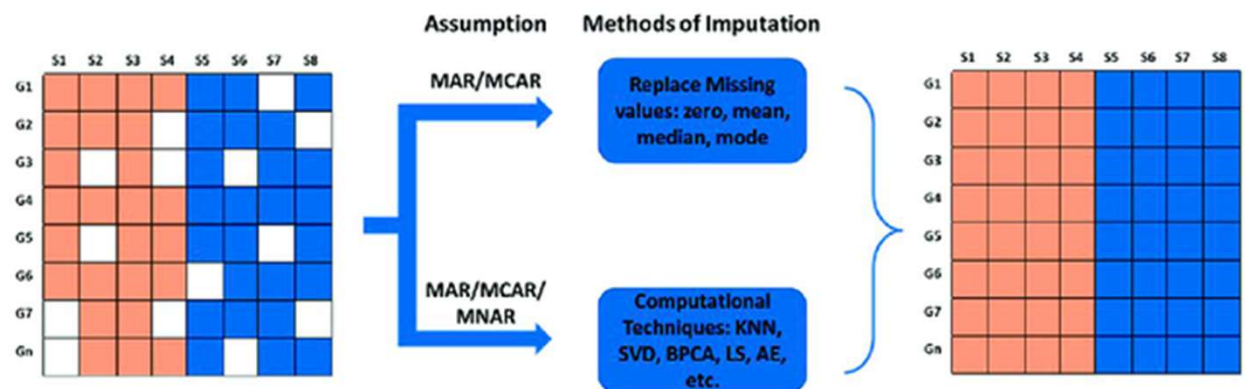 Assumption
Methods of Imputation
S1 S2 S3 S4 S5 S6 S7 S8
G1
G2
G3
G4
G5
G6
G7
Gn
MAR/MCAR
Replace Missing
values: zero, mean,
median, mode
MAR/MCAR/
MNAR
Computational
Techniques: KNN,
SVD, BPCA, LS, AE,
etc.
S1 S2 S3 S4 S5 S6 S7 S8
G1
G2
G3
G4
G5
G6
G7
Gn